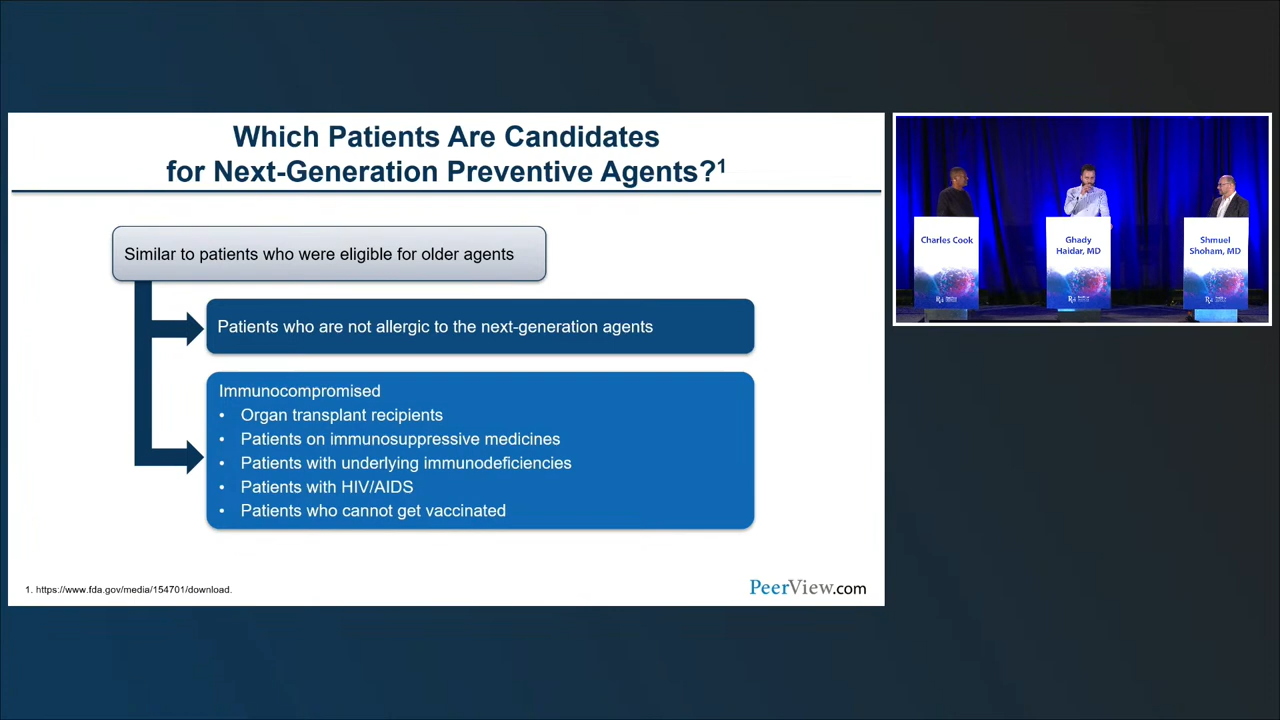 Which Patients Are Candidates
for Next-Generation Preventive Agents?¹
Similar to patients who were eligible for older agents
Patients who are not allergic to the next-generation agents
Immunocompromised
• Organ transplant recipients
• Patients on immunosuppressive medicines
• Patients with underlying immunodeficiencies
• Patients with HIV/AIDS
• Patients who cannot get vaccinated
1. https://www.fda.gov/media/154701/download.
PeerView.com
Charles Cook
Ghady
Haidar, MD
Shmuel
Shoham, MD